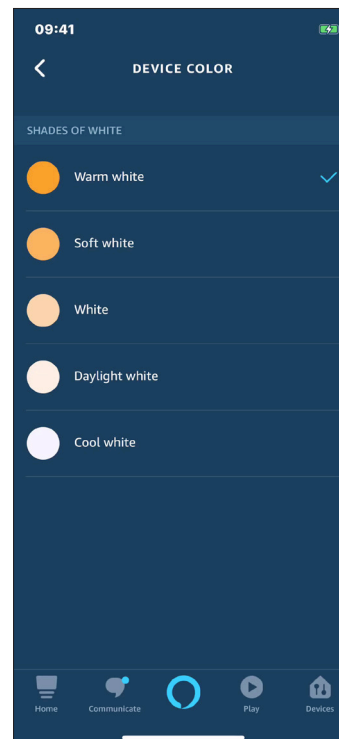 09:41
DEVICE COLOR
SHADES OF WHITE
Warm white
Soft white
White
Daylight white
Cool white
Home Communicate Play Devices